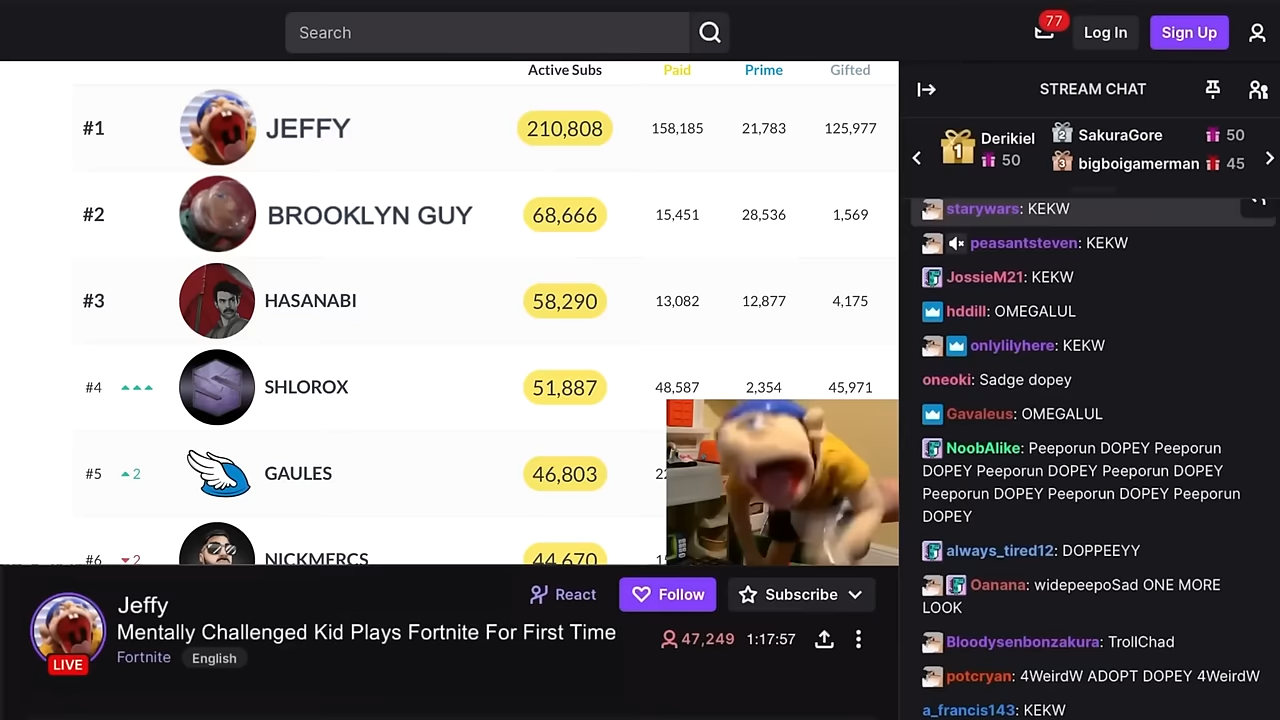 Search
77
Log In
Sign Up
Active Subs Paid Prime Gifted
#1 JEFFY 210,808 158,185 21,783 125,977
#2 BROOKLYN GUY 68,666 15,451 28,536 1,569
#3 HASANABI 58,290 13,082 12,877 4,175
#4 SHLOROX 51,887 48,587 2,354 45,971
#5 2 GAULES 46,803
#6 2 NICKMERCS 44,670
Jeffy
Mentally Challenged Kid Plays Fortnite For First Time
Fortnite English
LIVE
React
Follow
Subscribe
47,249 1:17:57
STREAM CHAT
1 Derikiel 50
2 SakuraGore 50
3 bigboigamerman 45
starywars: KEKW
peasantsteven: KEKW
JossieM21: KEKW
hddill: OMEGALUL
onlylilyhere: KEKW
oneoki: Sadge dopey
Gavaleus: OMEGALUL
NoobAlike: Peeporun DOPEY Peeporun
DOPEY Peeporun DOPEY Peeporun DOPEY
Peeporun DOPEY Peeporun DOPEY Peeporun
DOPEY
always_tired12: DOPPEEYY
Oanana: widepeepoSad ONE MORE
LOOK
Bloodysenbonzakura: TrollChad
potcryan: 4WeirdW ADOPT DOPEY 4WeirdW
a_francis143: KEKW